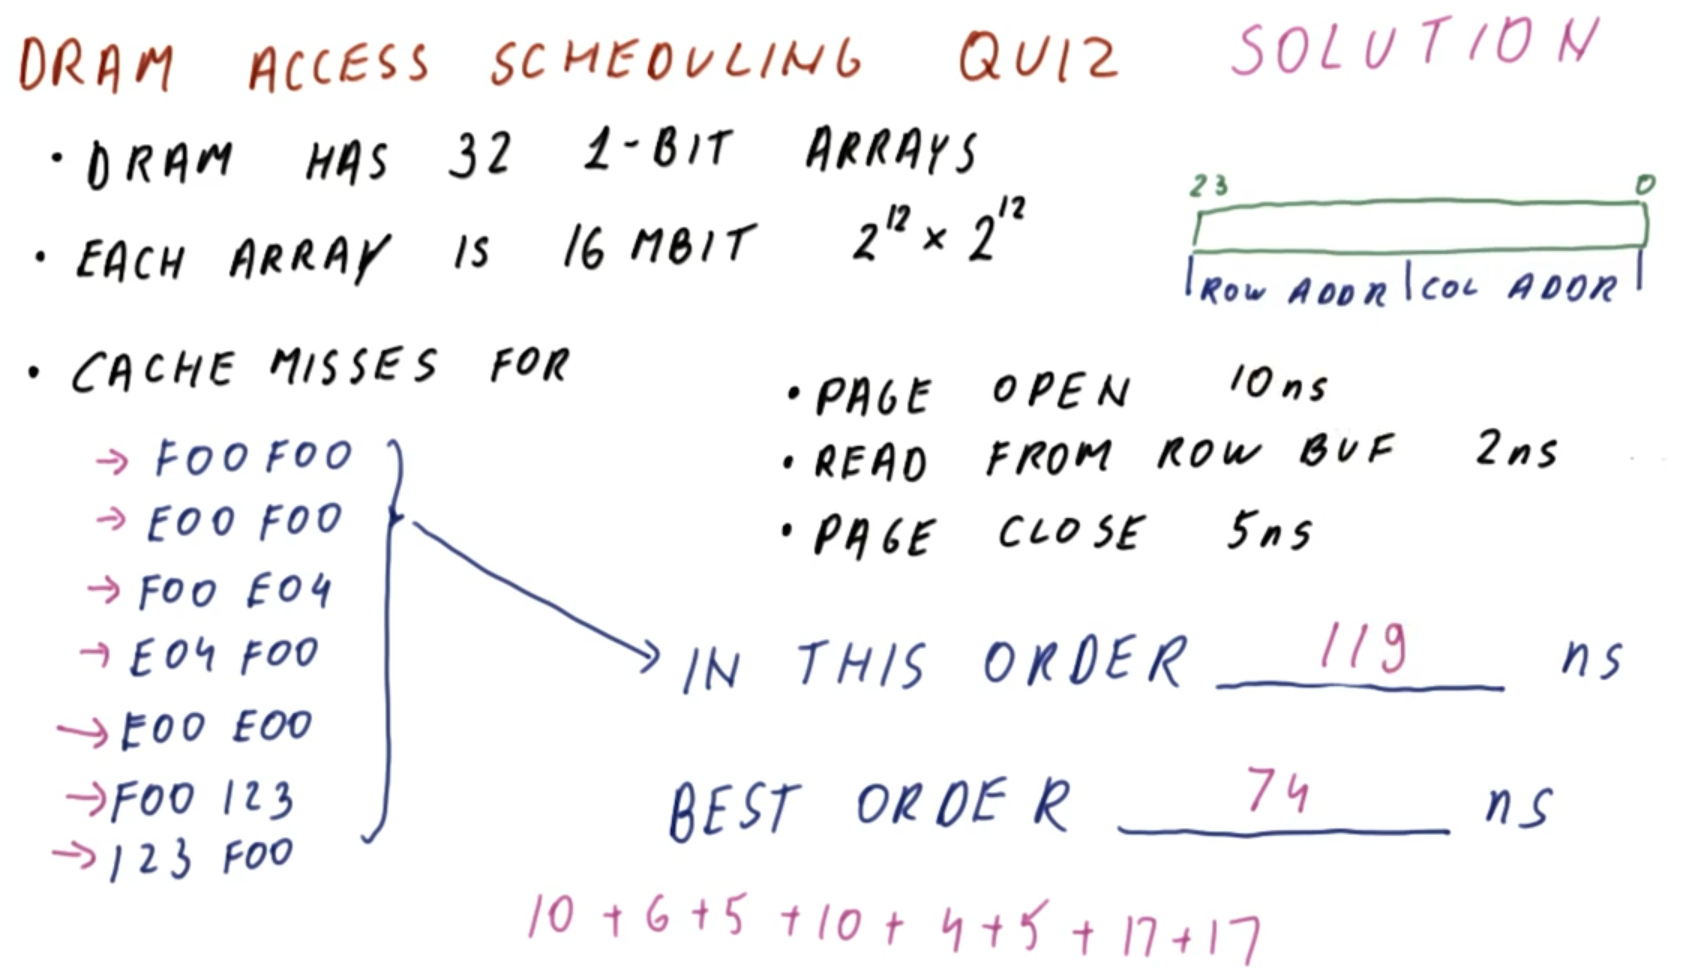 DRAM ACCESS SCHEDULING QUIZ SOLUTION
• DRAM HAS 32 1-BIT ARRAYS
• EACH ARRAY IS 16 MBIT 2^12 × 2^12
23 0
ROW ADDR | COL ADDR
• CACHE MISSES FOR
→ F00 F00
→ E00 F00
→ F00 E04
→ E04 F00
→ E00 E00
→ F00 123
→ 123 F00
• PAGE OPEN 10ns
• READ FROM ROW BUF 2ns
• PAGE CLOSE 5ns
IN THIS ORDER 119 ns
BEST ORDER 74 ns
10 + 6 + 5 + 10 + 4 + 5 + 17 + 17